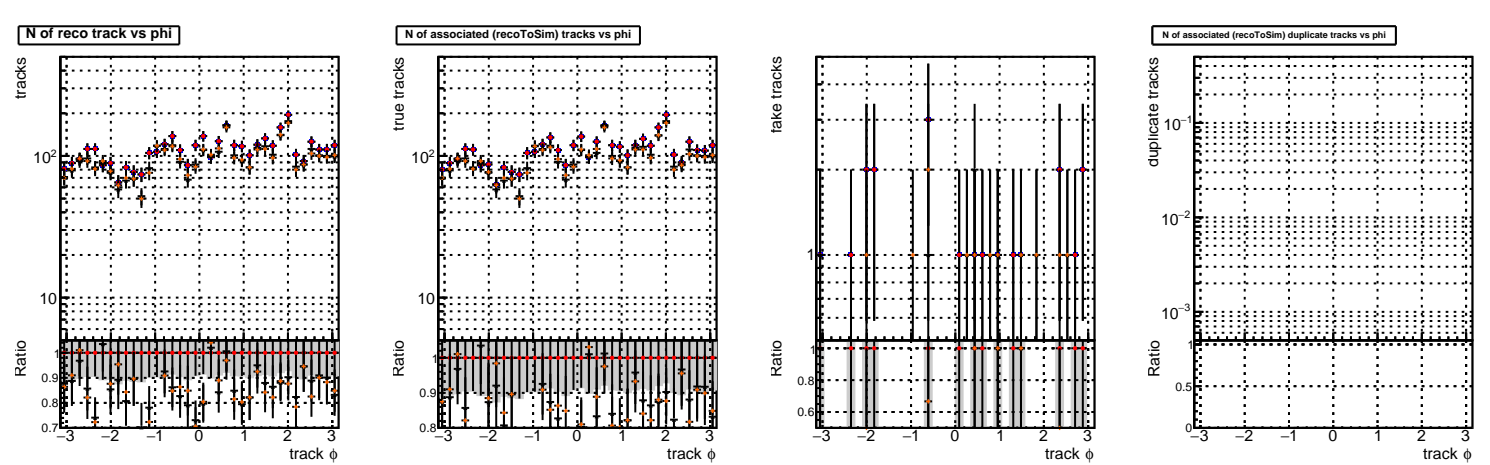 N of reco track vs phi
tracks
10²
10
Ratio
1
0.9
0.8
0.7
−3 −2 −1 0 1 2 3
track ϕ
N of associated (recoToSim) tracks vs phi
true tracks
10²
10
Ratio
1
0.9
0.8
−3 −2 −1 0 1 2 3
track ϕ
fake tracks
1
Ratio
1
0.8
0.6
−3 −2 −1 0 1 2 3
track ϕ
N of associated (recoToSim) duplicate tracks vs phi
duplicate tracks
10⁻¹
10⁻²
10⁻³
Ratio
1
0.5
0
−3 −2 −1 0 1 2 3
track ϕ